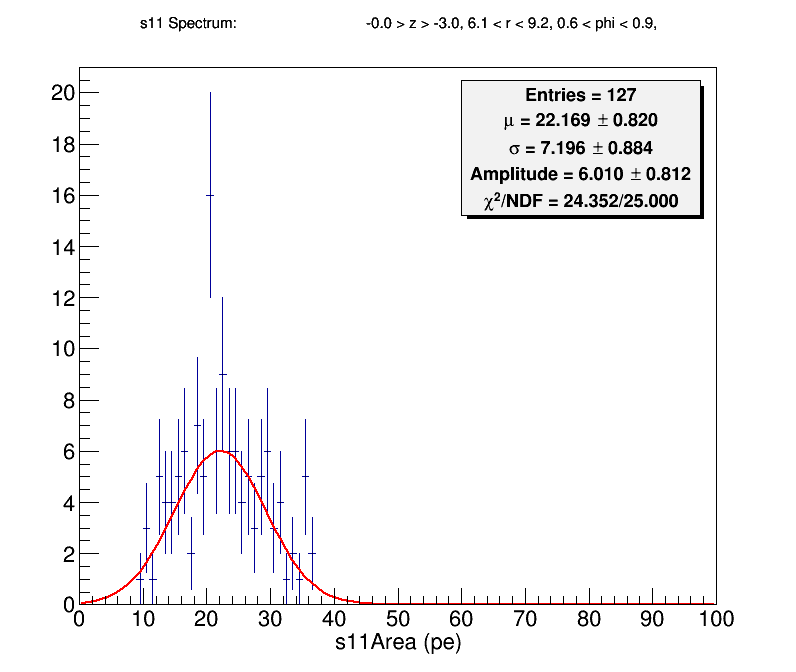 s11 Spectrum: -0.0 > z > -3.0, 6.1 < r < 9.2, 0.6 < phi < 0.9,
Entries = 127
μ = 22.169 ± 0.820
σ = 7.196 ± 0.884
Amplitude = 6.010 ± 0.812
χ²/NDF = 24.352/25.000
20
18
16
14
12
10
8
6
4
2
0
0 10 20 30 40 50 60 70 80 90 100
s11Area (pe)